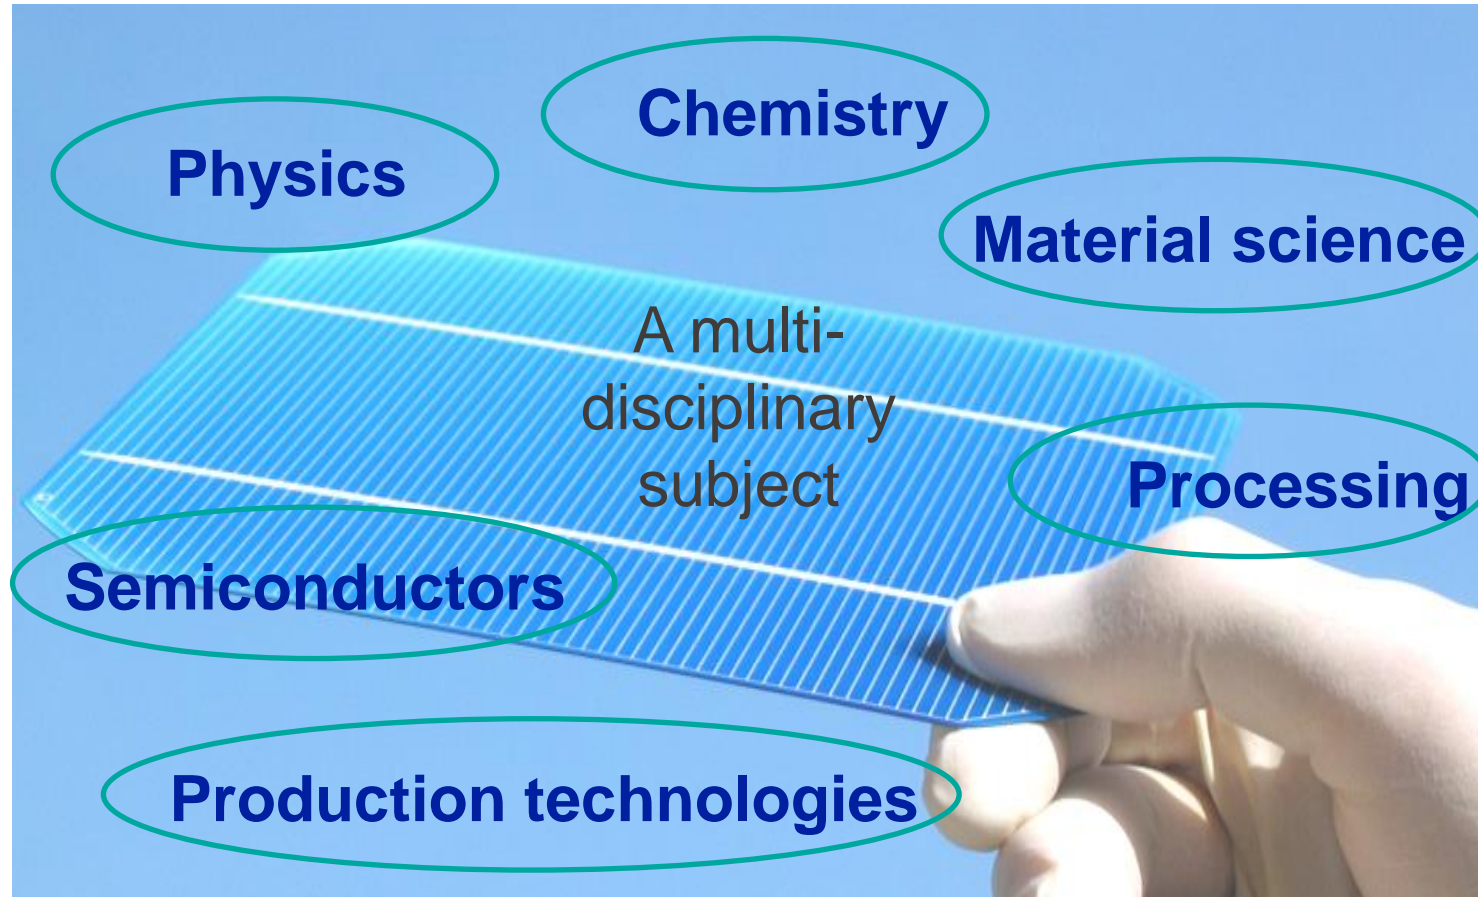 Chemistry
Physics
Material science
A multi-
disciplinary
subject
Processing
Semiconductors
Production technologies